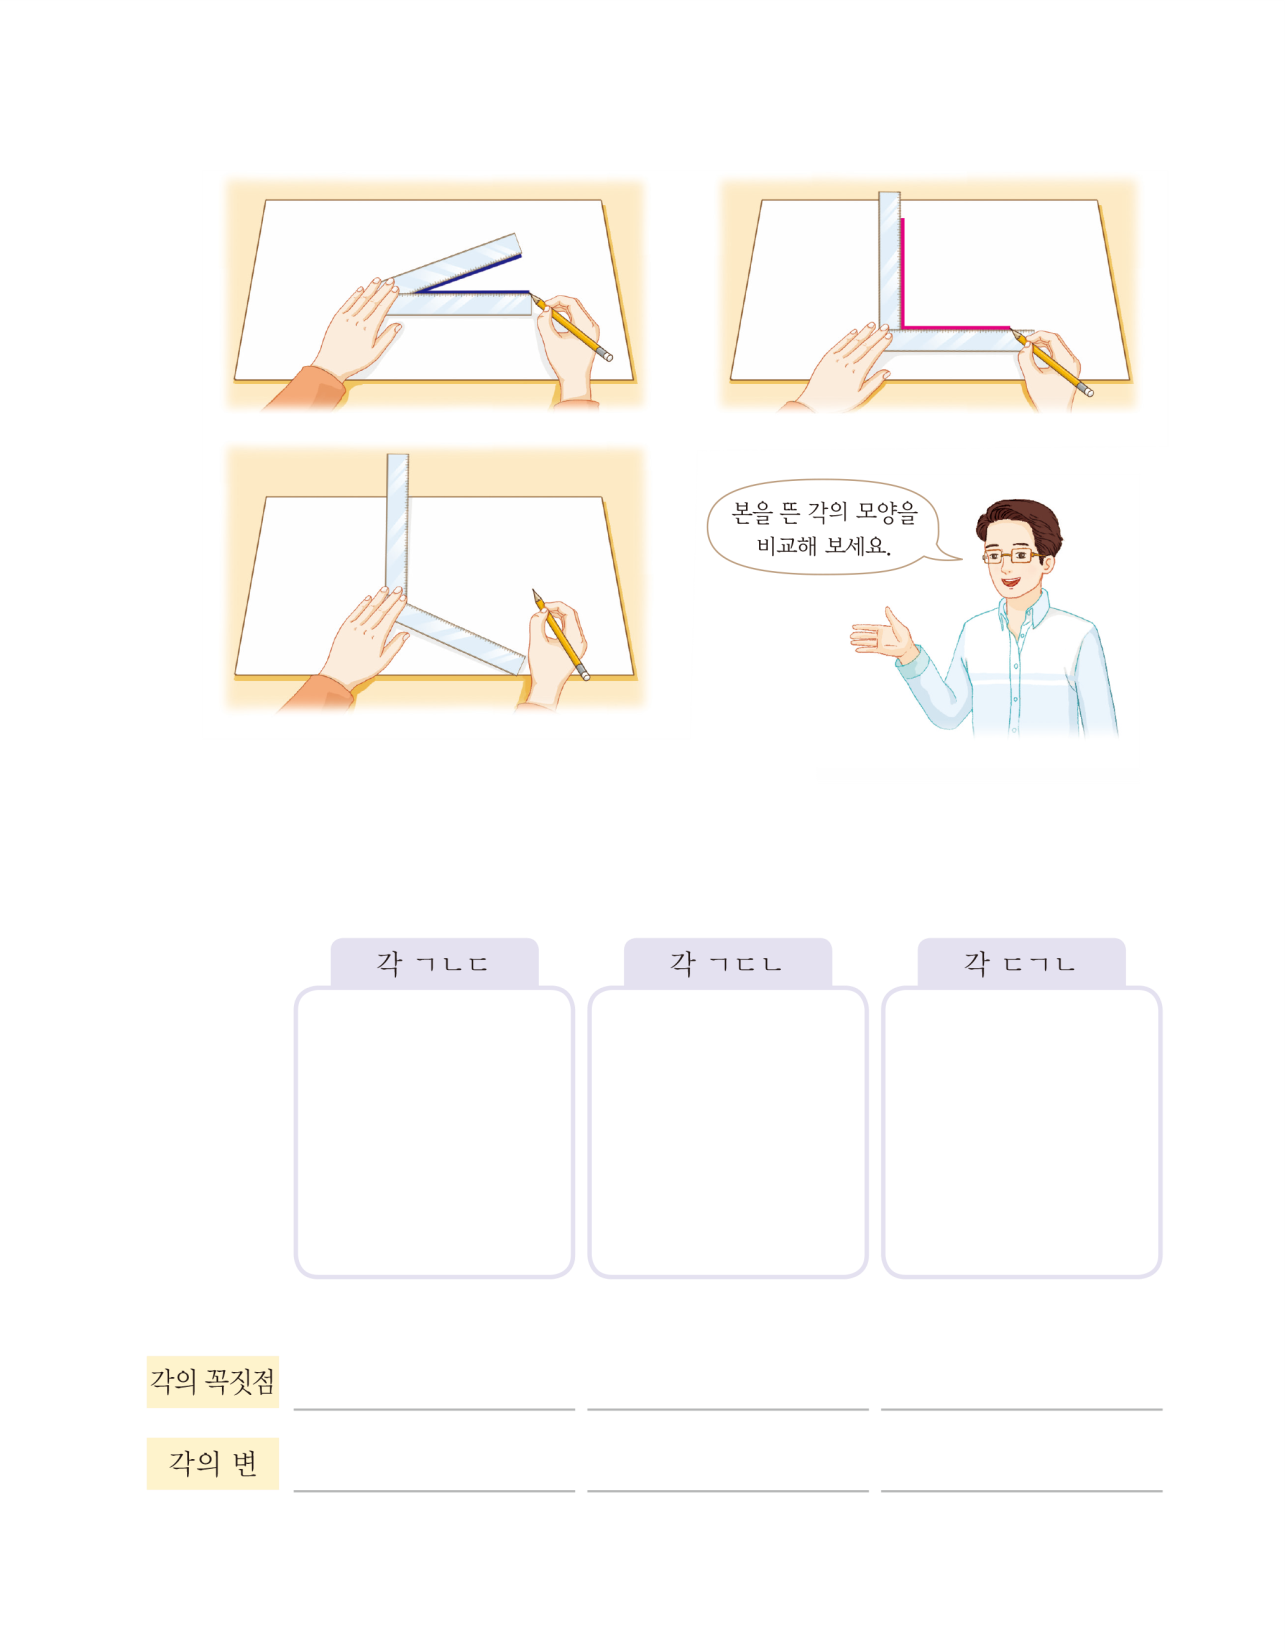 본을 뜬 각의 모양을
비교해 보세요.
각 ㄱㄴㄷ
각 ㄱㄷㄴ
각 ㄷㄱㄴ
각의 꼭짓점
각의 변